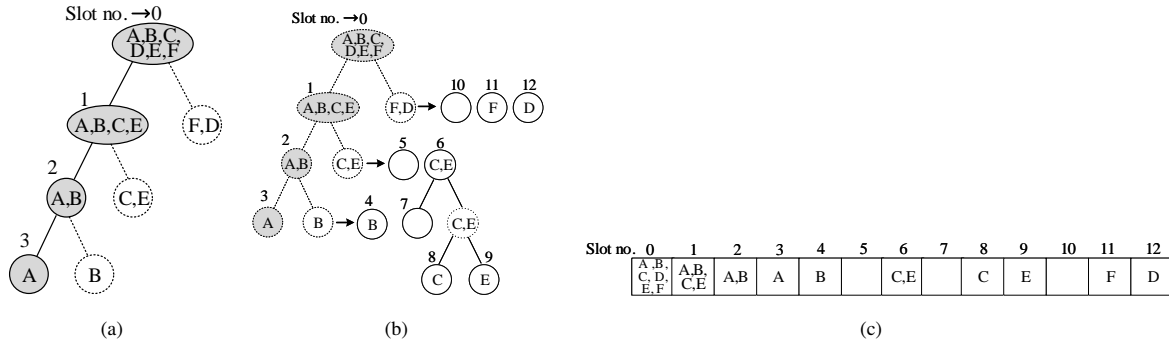 Slot no. →0
A,B,C,
D,E,F
1
A,B,C,E
F,D
2
A,B
C,E
3
A
B
(a)
Slot no. →0
A,B,C,
D,E,F
1
A,B,C,E
F,D
10
11
12
F
D
2
A,B
C,E
5
6
C,E
3
A
B
4
B
7
C,E
8
9
C
E
(b)
Slot no. 0 1 2 3 4 5 6 7 8 9 10 11 12
A ,B,
C, D,
E, F
A,B,
C,E
A,B
A
B
C,E
C
E
F
D
(c)